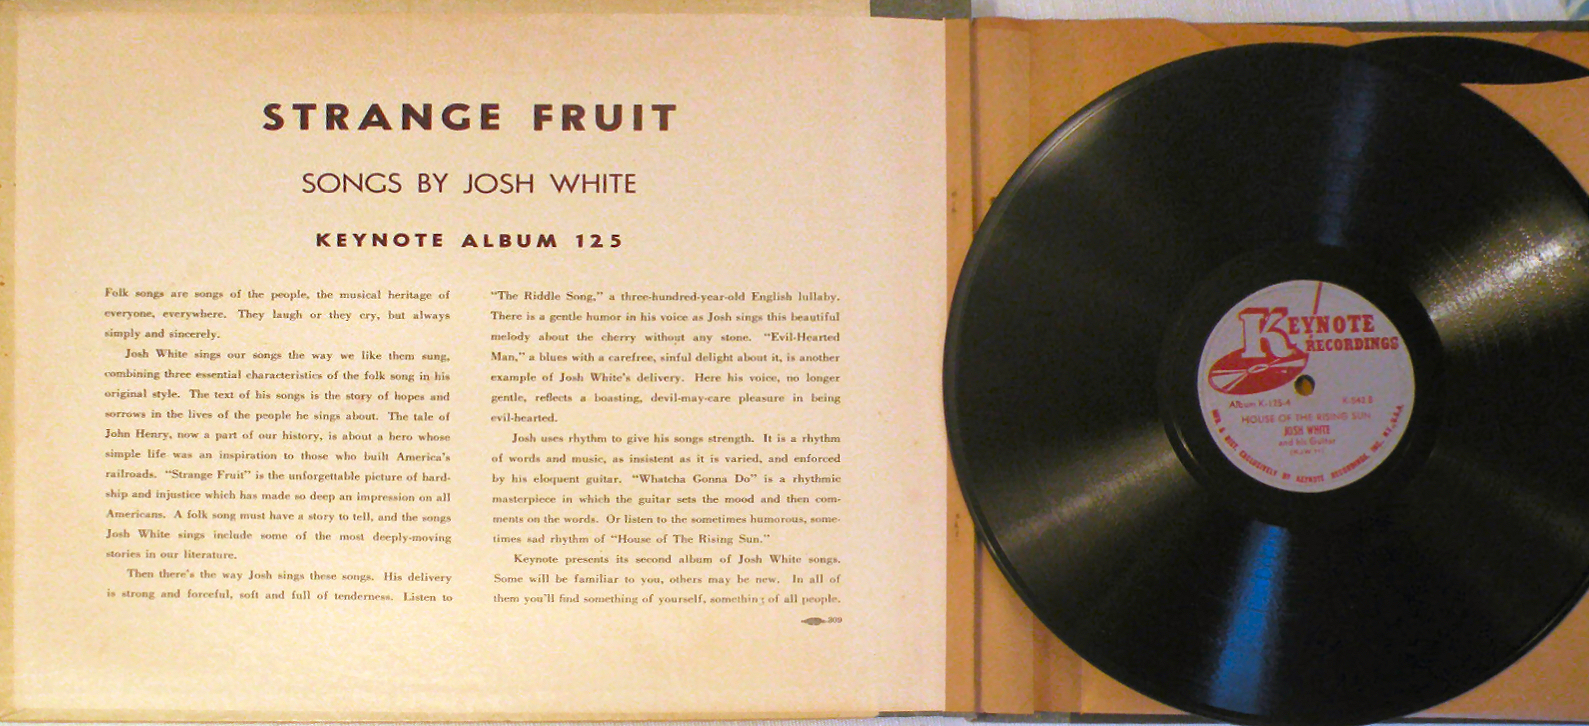 STRANGE FRUIT
SONGS BY JOSH WHITE
KEYNOTE ALBUM 125
Folk songs are songs of the people, the musical heritage of
everyone, everywhere. They laugh or they cry, but always
simply and sincerely.
Josh White sings our songs the way we like them sung,
combining three essential characteristics of the folk song in his
original style. The text of his songs is the story of hopes and
sorrows in the lives of the people he sings about. The tale of
John Henry, now a part of our history, is about a hero whose
simple life was an inspiration to those who built America's
railroads. "Strange Fruit" is the unforgettable picture of hard-
ship and injustice which has made so deep an impression on all
Americans. A folk song must have a story to tell, and the songs
Josh White sings include some of the most deeply-moving
stories in our literature.
Then there's the way Josh sings these songs. His delivery
is strong and forceful, soft and full of tenderness. Listen to
"The Riddle Song," a three-hundred-year-old English lullaby.
There is a gentle humor in his voice as Josh sings this beautiful
melody about the cherry without any stone. "Evil-Hearted
Man," a blues with a carefree, sinful delight about it, is another
example of Josh White's delivery. Here his voice, no longer
gentle, reflects a boasting, devil-may-care pleasure in being
evil-hearted.
Josh uses rhythm to give his songs strength. It is a rhythm
of words and music, as insistent as it is varied, and enforced
by his eloquent guitar. "Whatcha Gonna Do" is a rhythmic
masterpiece in which the guitar sets the mood and then com-
ments on the words. Or listen to the sometimes humorous, some-
times sad rhythm of "House of The Rising Sun."
Keynote presents its second album of Josh White songs.
Some will be familiar to you, others may be new. In all of
them you'll find something of yourself, something of all people.
309
KEYNOTE
RECORDINGS
Album K-125-4
HOUSE OF THE RISING SUN
JOSH WHITE
and his Guitar
MFR. & DIST. EXCLUSIVELY BY KEYNOTE RECORDINGS, INC., N.Y., U.S.A.